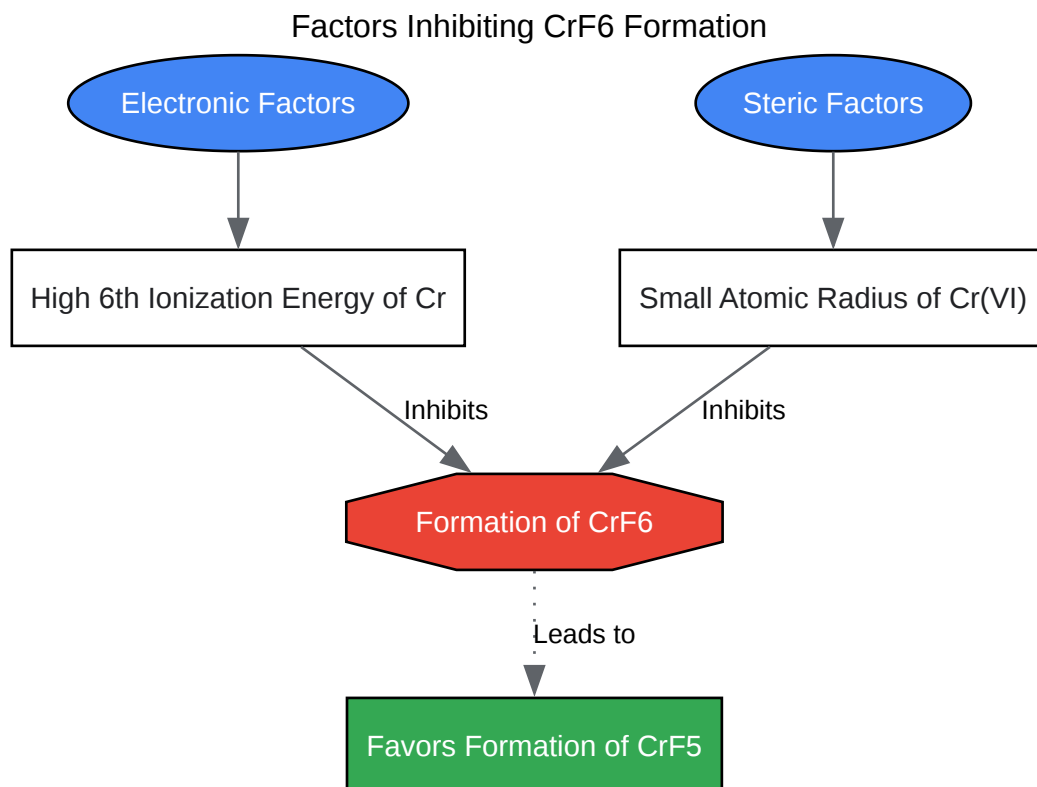 Factors Inhibiting CrF6 Formation
Electronic Factors
Steric Factors
High 6th Ionization Energy of Cr
Small Atomic Radius of Cr(VI)
Inhibits
Inhibits
Formation of CrF6
Leads to
Favors Formation of CrF5